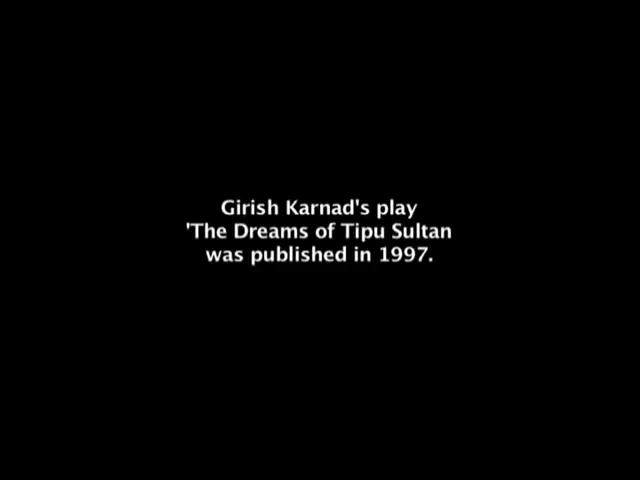 Girish Karnad's play
'The Dreams of Tipu Sultan
was published in 1997.